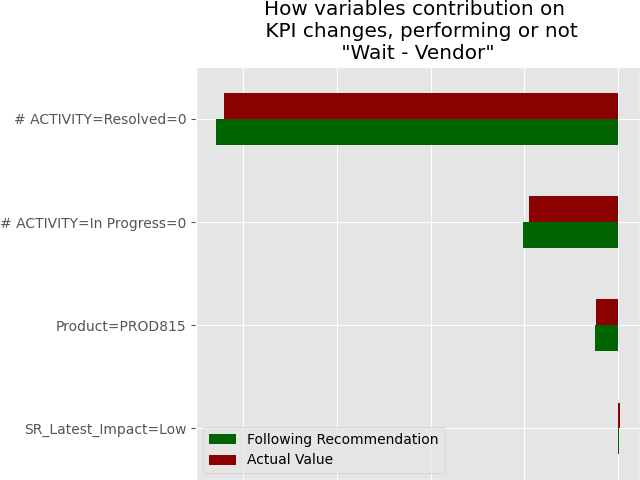 How variables contribution on
KPI changes, performing or not
"Wait - Vendor"
# ACTIVITY=Resolved=0
# ACTIVITY=In Progress=0
Product=PROD815
SR_Latest_Impact=Low
Following Recommendation
Actual Value